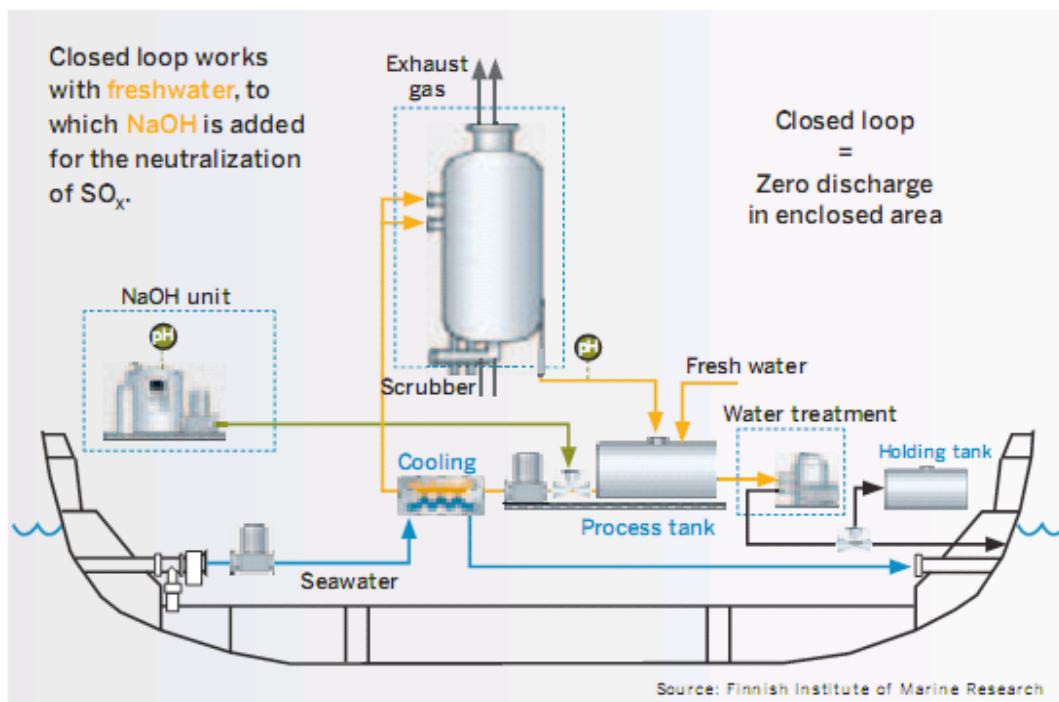 Closed loop works
with freshwater, to
which NaOH is added
for the neutralization
of SOx.
Exhaust
gas
Closed loop
=
Zero discharge
in enclosed area
NaOH unit
pH
pH
Scrubber
Fresh water
Water treatment
Cooling
Holding tank
Process tank
Seawater
Source: Finnish Institute of Marine Research